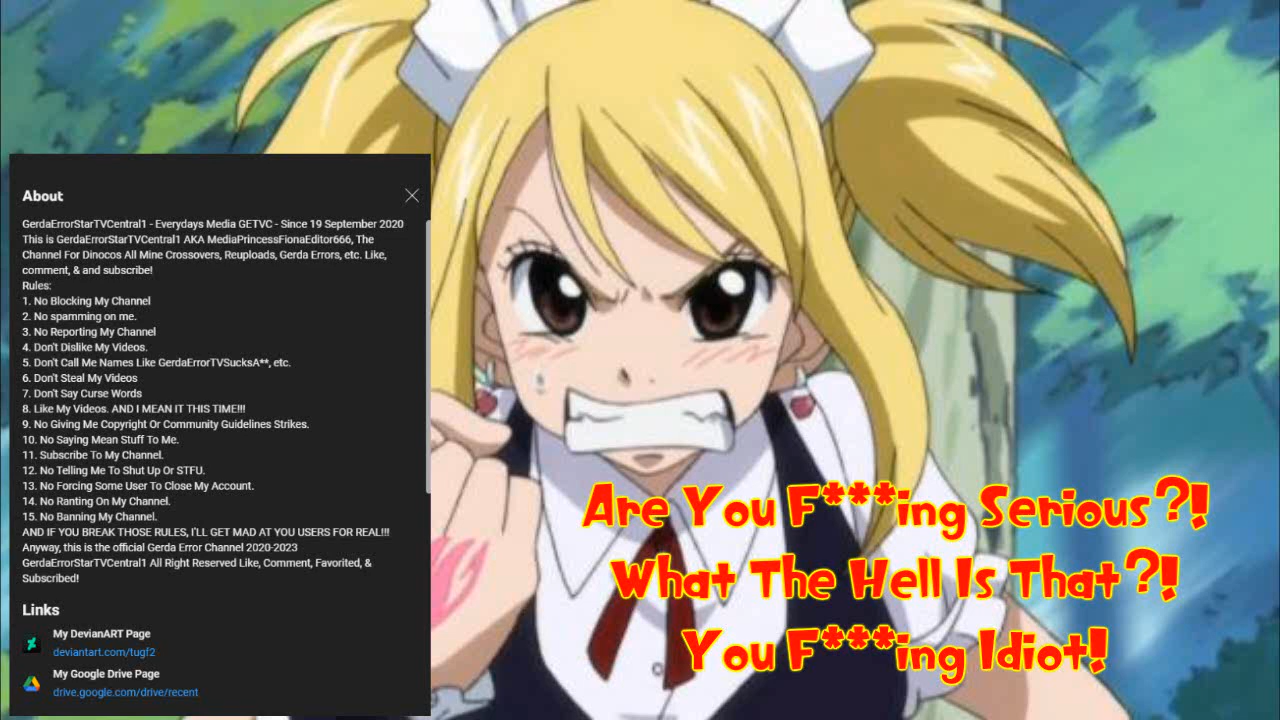 About
GerdaErrorStarTVCentral1 - Everydays Media GETVC - Since 19 September 2020
This is GerdaErrorStarTVCentral1 AKA MediaPrincessFionaEditor666, The
Channel For Dinocos All Mine Crossovers, Reuploads, Gerda Errors, etc. Like,
comment, & and subscribe!
Rules:
1. No Blocking My Channel
2. No spamming on me.
3. No Reporting My Channel
4. Don't Dislike My Videos.
5. Don't Call Me Names Like GerdaErrorTVSucksA**, etc.
6. Don't Steal My Videos
7. Don't Say Curse Words
8. Like My Videos. AND I MEAN IT THIS TIME!!!
9. No Giving Me Copyright Or Community Guidelines Strikes.
10. No Saying Mean Stuff To Me.
11. Subscribe To My Channel.
12. No Telling Me To Shut Up Or STFU.
13. No Forcing Some User To Close My Account.
14. No Ranting On My Channel.
15. No Banning My Channel.
AND IF YOU BREAK THOSE RULES, I'LL GET MAD AT YOU USERS FOR REAL!!!
Anyway, this is the official Gerda Error Channel 2020-2023
GerdaErrorStarTVCentral1 All Right Reserved Like, Comment, Favorited, &
Subscribed!
Links
My DevianART Page
deviantart.com/tugf2
My Google Drive Page
drive.google.com/drive/recent
Are You F***ing Serious?!
What The Hell Is That?!
You F***ing Idiot!